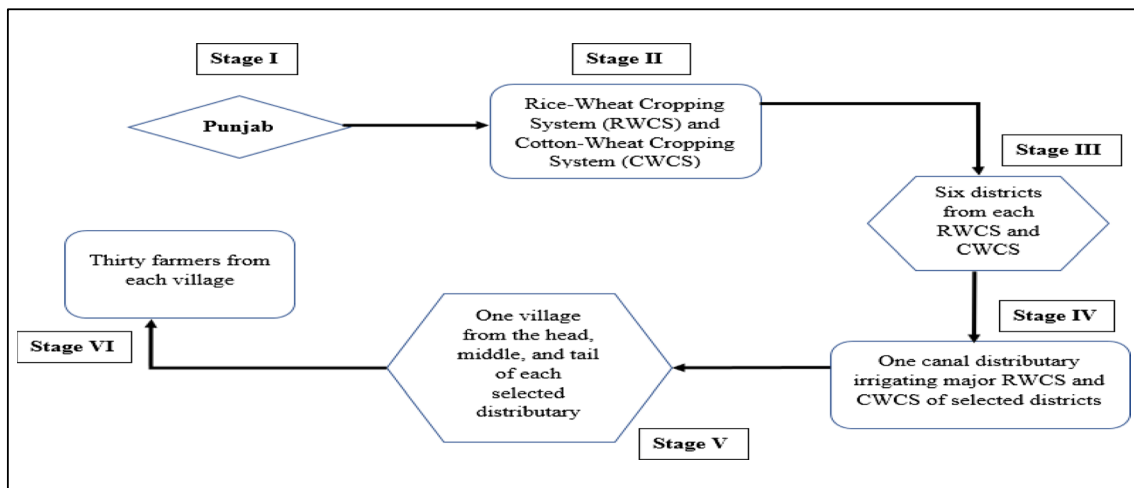 Stage I
Punjab
Stage II
Rice-Wheat Cropping
System (RWCS) and
Cotton-Wheat Cropping
System (CWCS)
Stage III
Six districts
from each
RWCS and
CWCS
Stage IV
One canal distributary
irrigating major RWCS and
CWCS of selected districts
Stage V
One village
from the head,
middle, and tail
of each
selected
distributary
Stage VI
Thirty farmers from
each village